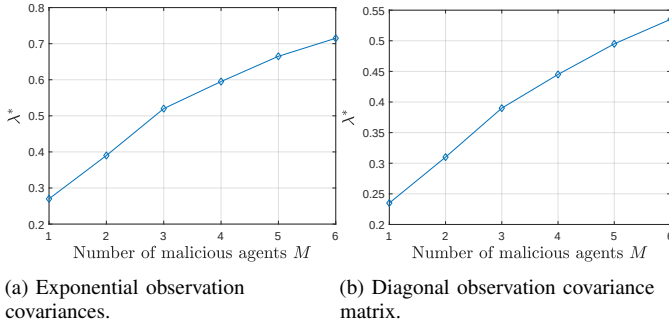 0.8
0.7
0.6
0.5
0.4
0.3
0.2
λ*
1 2 3 4 5 6
Number of malicious agents M
(a) Exponential observation
covariances.
0.55
0.5
0.45
0.4
0.35
0.3
0.25
0.2
λ*
1 2 3 4 5 6
Number of malicious agents M
(b) Diagonal observation covariance
matrix.